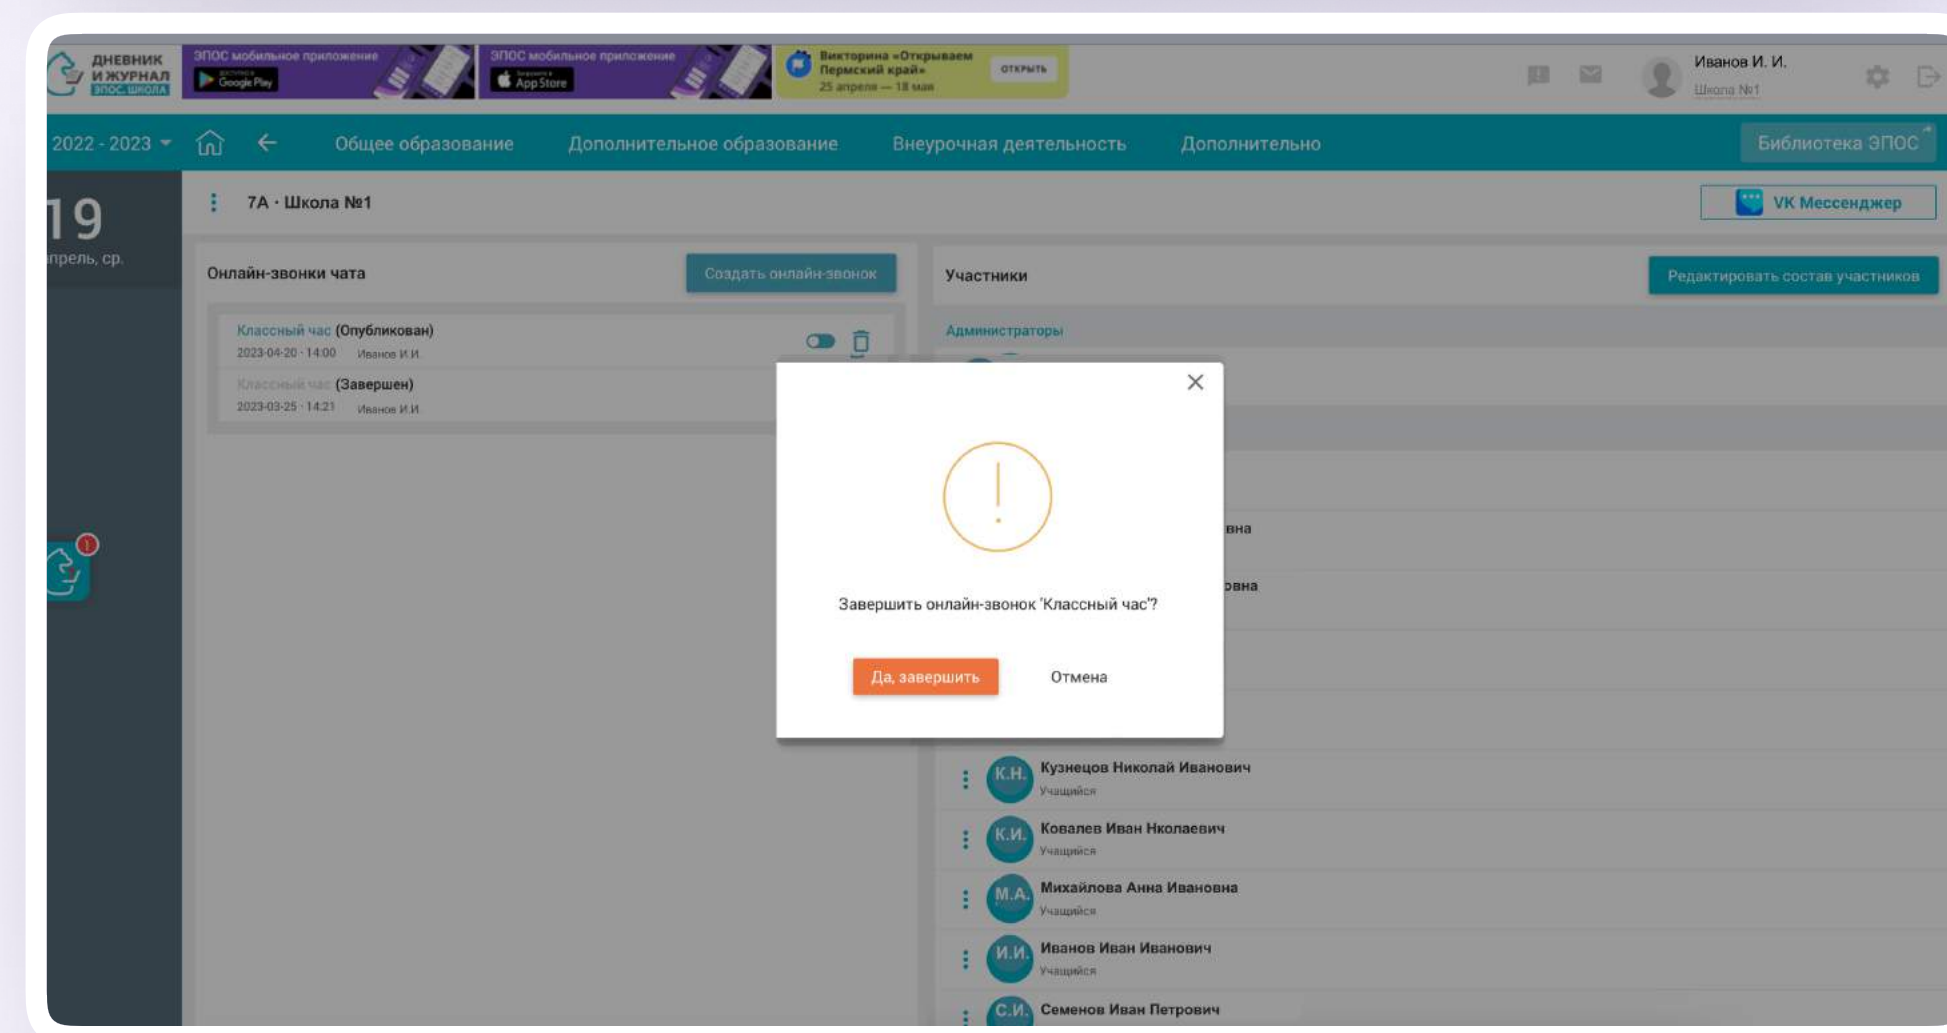 ДНЕВНИК
И ЖУРНАЛ
ЭПОС. ШКОЛА
ЭПОС мобильное приложение
Google Play
ЭПОС мобильное приложение
App Store
Викторина «Открываем
Пермский край»
25 апреля — 18 мая
ОТКРЫТЬ
Иванов И. И.
Школа №1
2022 - 2023
Общее образование
Дополнительное образование
Внеурочная деятельность
Дополнительно
Библиотека ЭПОС
19
апрель, ср.
7А · Школа №1
VK Мессенджер
Онлайн-звонки чата
Создать онлайн-звонок
Классный час (Опубликован)
2023-04-20 · 14:00 Иванов И.И.
Классный час (Завершен)
2023-03-25 · 14:21 Иванов И.И.
Участники
Редактировать состав участников
Администраторы
вна
овна
Завершить онлайн-звонок 'Классный час'?
Да, завершить
Отмена
1
К.Н.
Кузнецов Николай Иванович
Учащийся
К.И.
Ковалев Иван Нколаевич
Учащийся
М.А.
Михайлова Анна Ивановна
Учащийся
И.И.
Иванов Иван Иванович
Учащийся
С.И.
Семенов Иван Петрович